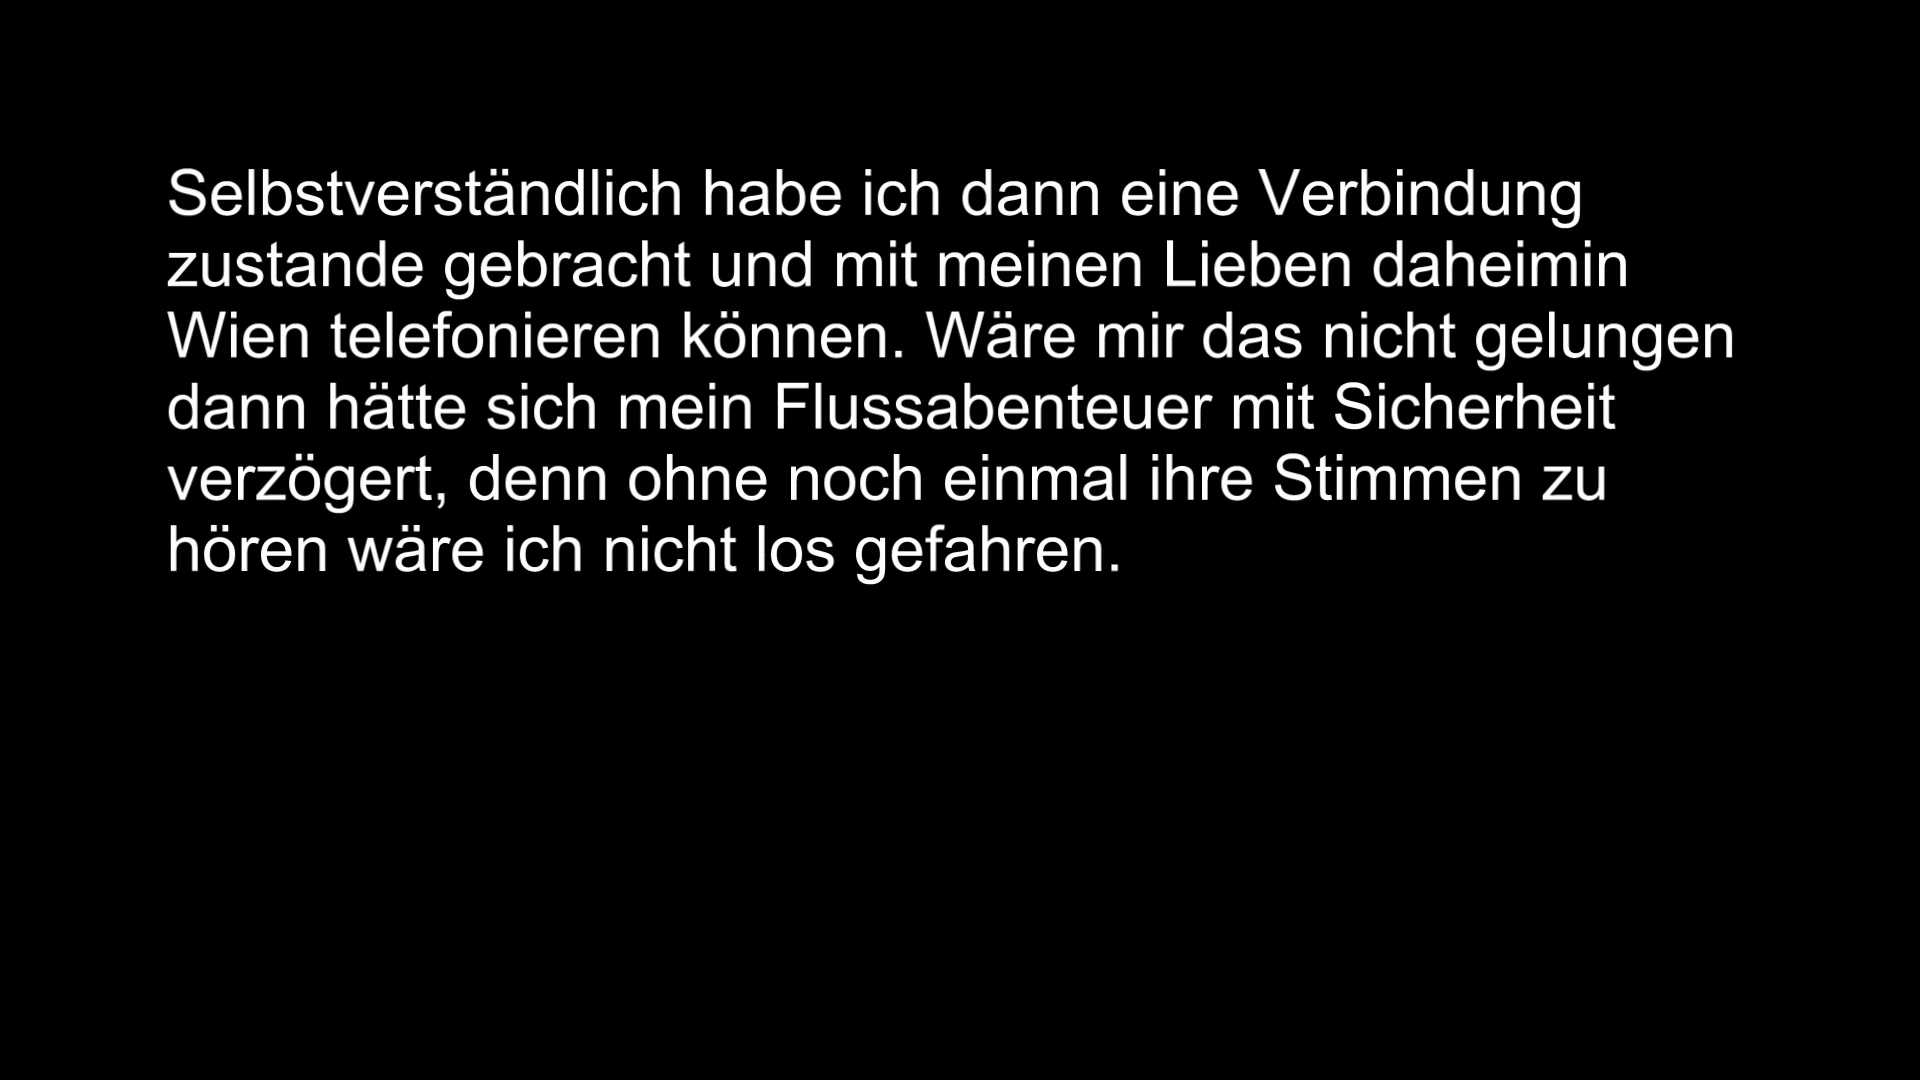 Selbstverständlich habe ich dann eine Verbindung
zustande gebracht und mit meinen Lieben daheimin
Wien telefonieren können. Wäre mir das nicht gelungen
dann hätte sich mein Flussabenteuer mit Sicherheit
verzögert, denn ohne noch einmal ihre Stimmen zu
hören wäre ich nicht los gefahren.